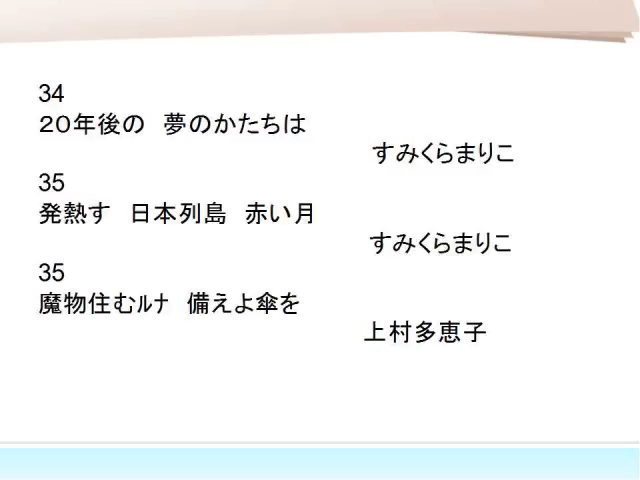 34
２０年後の　夢のかたちは
すみくらまりこ
35
発熱す　日本列島　赤い月
すみくらまりこ
35
魔物住むﾙﾅ　備えよ傘を
上村多恵子